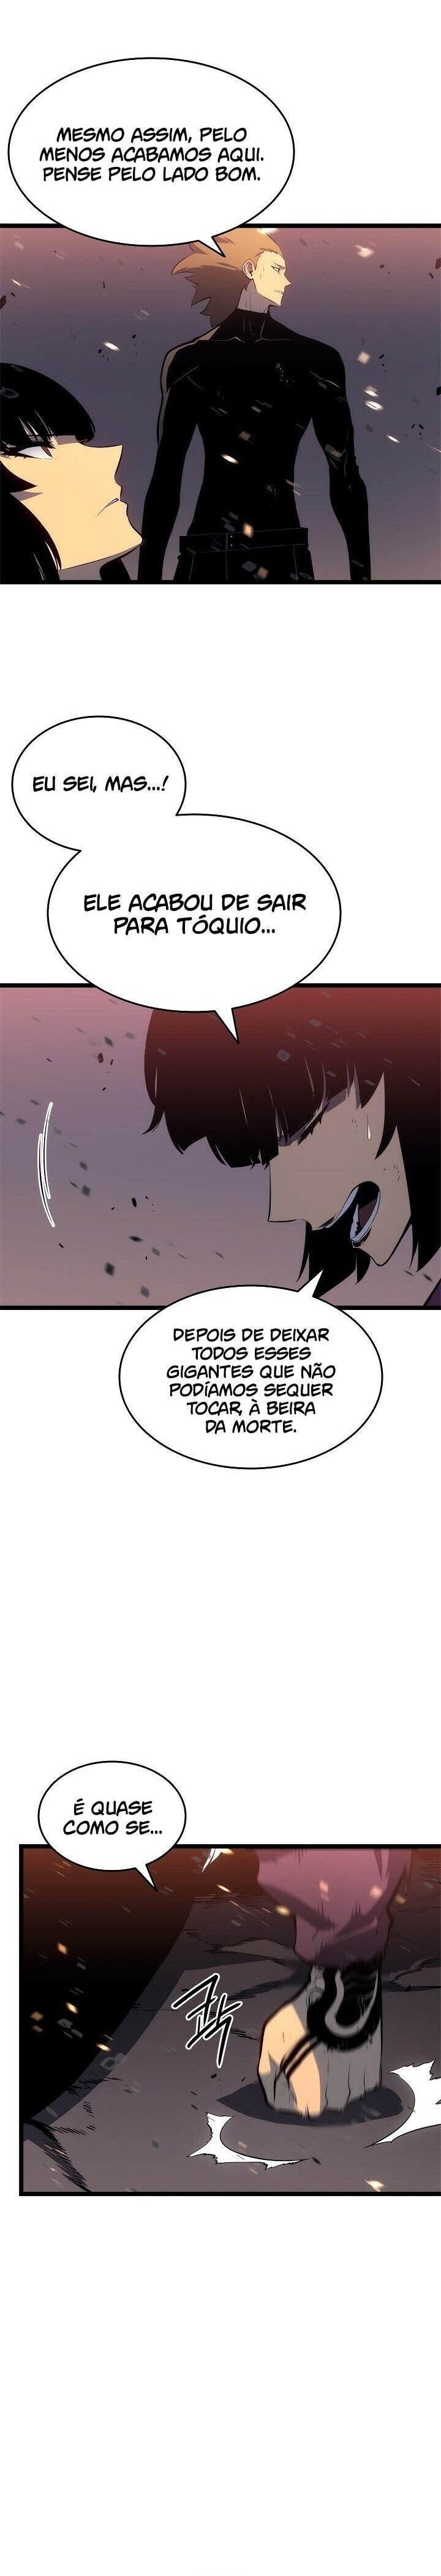 MESMO ASSIM, PELO
MENOS ACABAMOS AQUI.
PENSE PELO LADO BOM.
EU SEI, MAS...!
ELE ACABOU DE SAIR
PARA TÓQUIO...
DEPOIS DE DEIXAR
TODOS ESSES
GIGANTES QUE NÃO
PODÍAMOS SEQUER
TOCAR, À BEIRA
DA MORTE.
É QUASE
COMO SE...